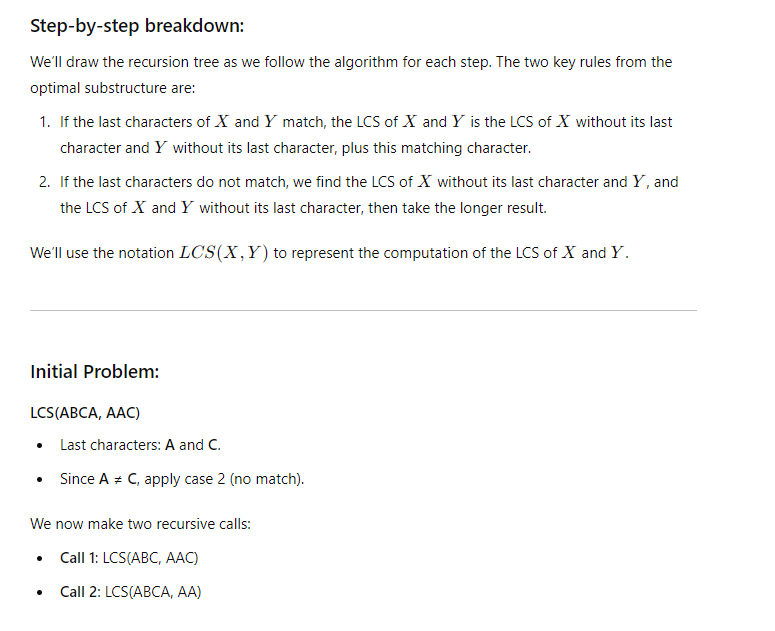 Step-by-step breakdown:
We'll draw the recursion tree as we follow the algorithm for each step. The two key rules from the
optimal substructure are:
1. If the last characters of X and Y match, the LCS of X and Y is the LCS of X without its last
character and Y without its last character, plus this matching character.
2. If the last characters do not match, we find the LCS of X without its last character and Y, and
the LCS of X and Y without its last character, then take the longer result.
We'll use the notation LCS(X, Y) to represent the computation of the LCS of X and Y.
Initial Problem:
LCS(ABCA, AAC)
• Last characters: A and C.
• Since A ≠ C, apply case 2 (no match).
We now make two recursive calls:
• Call 1: LCS(ABC, AAC)
• Call 2: LCS(ABCA, AA)